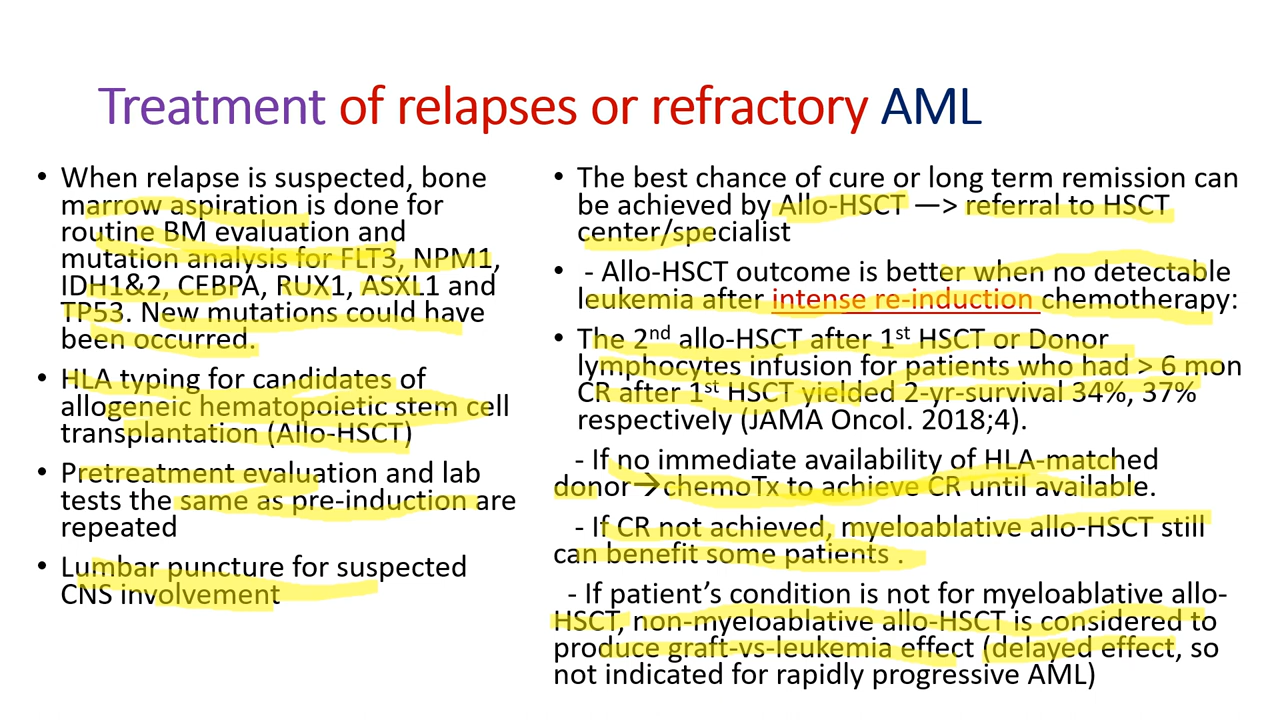 Treatment of relapses or refractory AML
• When relapse is suspected, bone
marrow aspiration is done for
routine BM evaluation and
mutation analysis for FLT3, NPM1,
IDH1&2, CEBPA, RUX1, ASXL1 and
TP53. New mutations could have
been occurred.
• HLA typing for candidates of
allogeneic hematopoietic stem cell
transplantation (Allo-HSCT)
• Pretreatment evaluation and lab
tests the same as pre-induction are
repeated
• Lumbar puncture for suspected
CNS involvement
• The best chance of cure or long term remission can
be achieved by Allo-HSCT —> referral to HSCT
center/specialist
• - Allo-HSCT outcome is better when no detectable
leukemia after intense re-induction chemotherapy:
• The 2nd allo-HSCT after 1st HSCT or Donor
lymphocytes infusion for patients who had > 6 mon
CR after 1st HSCT yielded 2-yr-survival 34%, 37%
respectively (JAMA Oncol. 2018;4).
- If no immediate availability of HLA-matched
donor→chemoTx to achieve CR until available.
- If CR not achieved, myeloablative allo-HSCT still
can benefit some patients .
- If patient’s condition is not for myeloablative allo-
HSCT, non-myeloablative allo-HSCT is considered to
produce graft-vs-leukemia effect (delayed effect, so
not indicated for rapidly progressive AML)